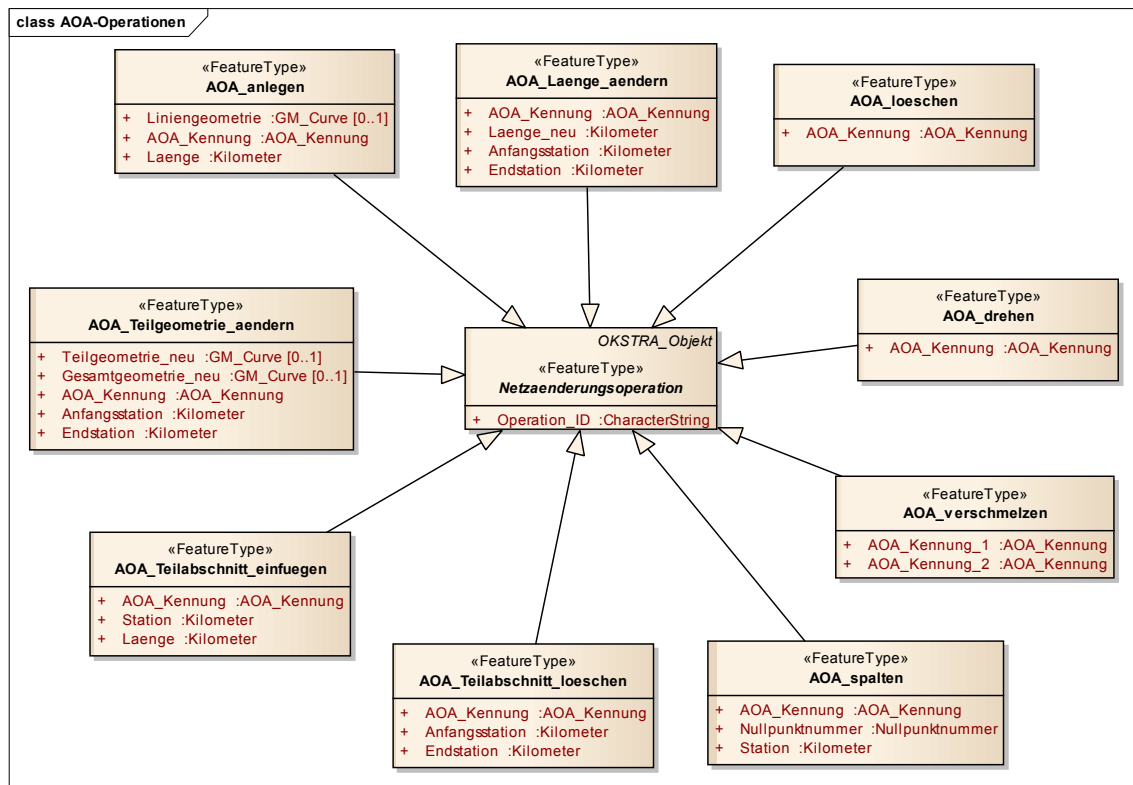 class AOA-Operationen
«FeatureType»
AOA_anlegen
+ Liniengeometrie :GM_Curve [0..1]
+ AOA_Kennung :AOA_Kennung
+ Laenge :Kilometer
«FeatureType»
AOA_Laenge_aendern
+ AOA_Kennung :AOA_Kennung
+ Laenge_neu :Kilometer
+ Anfangsstation :Kilometer
+ Endstation :Kilometer
«FeatureType»
AOA_loeschen
+ AOA_Kennung :AOA_Kennung
«FeatureType»
AOA_Teilgeometrie_aendern
+ Teilgeometrie_neu :GM_Curve [0..1]
+ Gesamtgeometrie_neu :GM_Curve [0..1]
+ AOA_Kennung :AOA_Kennung
+ Anfangsstation :Kilometer
+ Endstation :Kilometer
OKSTRA_Objekt
«FeatureType»
Netzaenderungsoperation
+ Operation_ID :CharacterString
«FeatureType»
AOA_drehen
+ AOA_Kennung :AOA_Kennung
«FeatureType»
AOA_verschmelzen
+ AOA_Kennung_1 :AOA_Kennung
+ AOA_Kennung_2 :AOA_Kennung
«FeatureType»
AOA_Teilabschnitt_einfuegen
+ AOA_Kennung :AOA_Kennung
+ Station :Kilometer
+ Laenge :Kilometer
«FeatureType»
AOA_Teilabschnitt_loeschen
+ AOA_Kennung :AOA_Kennung
+ Anfangsstation :Kilometer
+ Endstation :Kilometer
«FeatureType»
AOA_spalten
+ AOA_Kennung :AOA_Kennung
+ Nullpunktnummer :Nullpunktnummer
+ Station :Kilometer